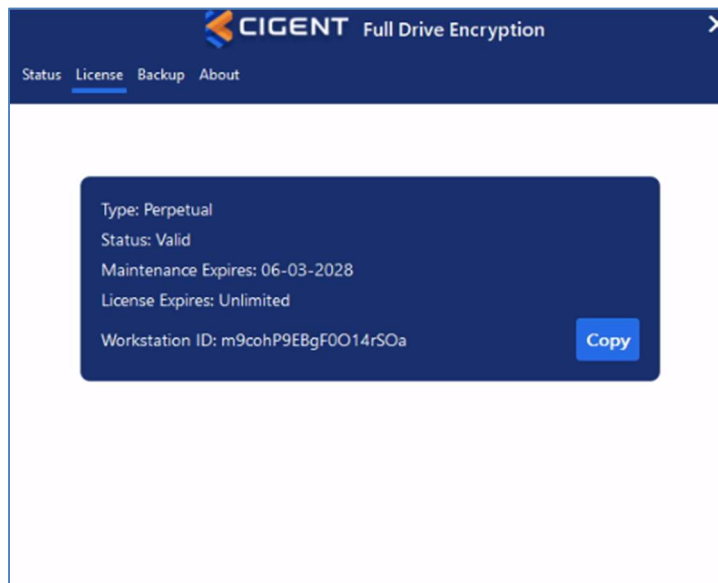 CIGENT Full Drive Encryption
Status License Backup About
Type: Perpetual
Status: Valid
Maintenance Expires: 06-03-2028
License Expires: Unlimited
Workstation ID: m9cohP9EBgF0O14rSOa
Copy